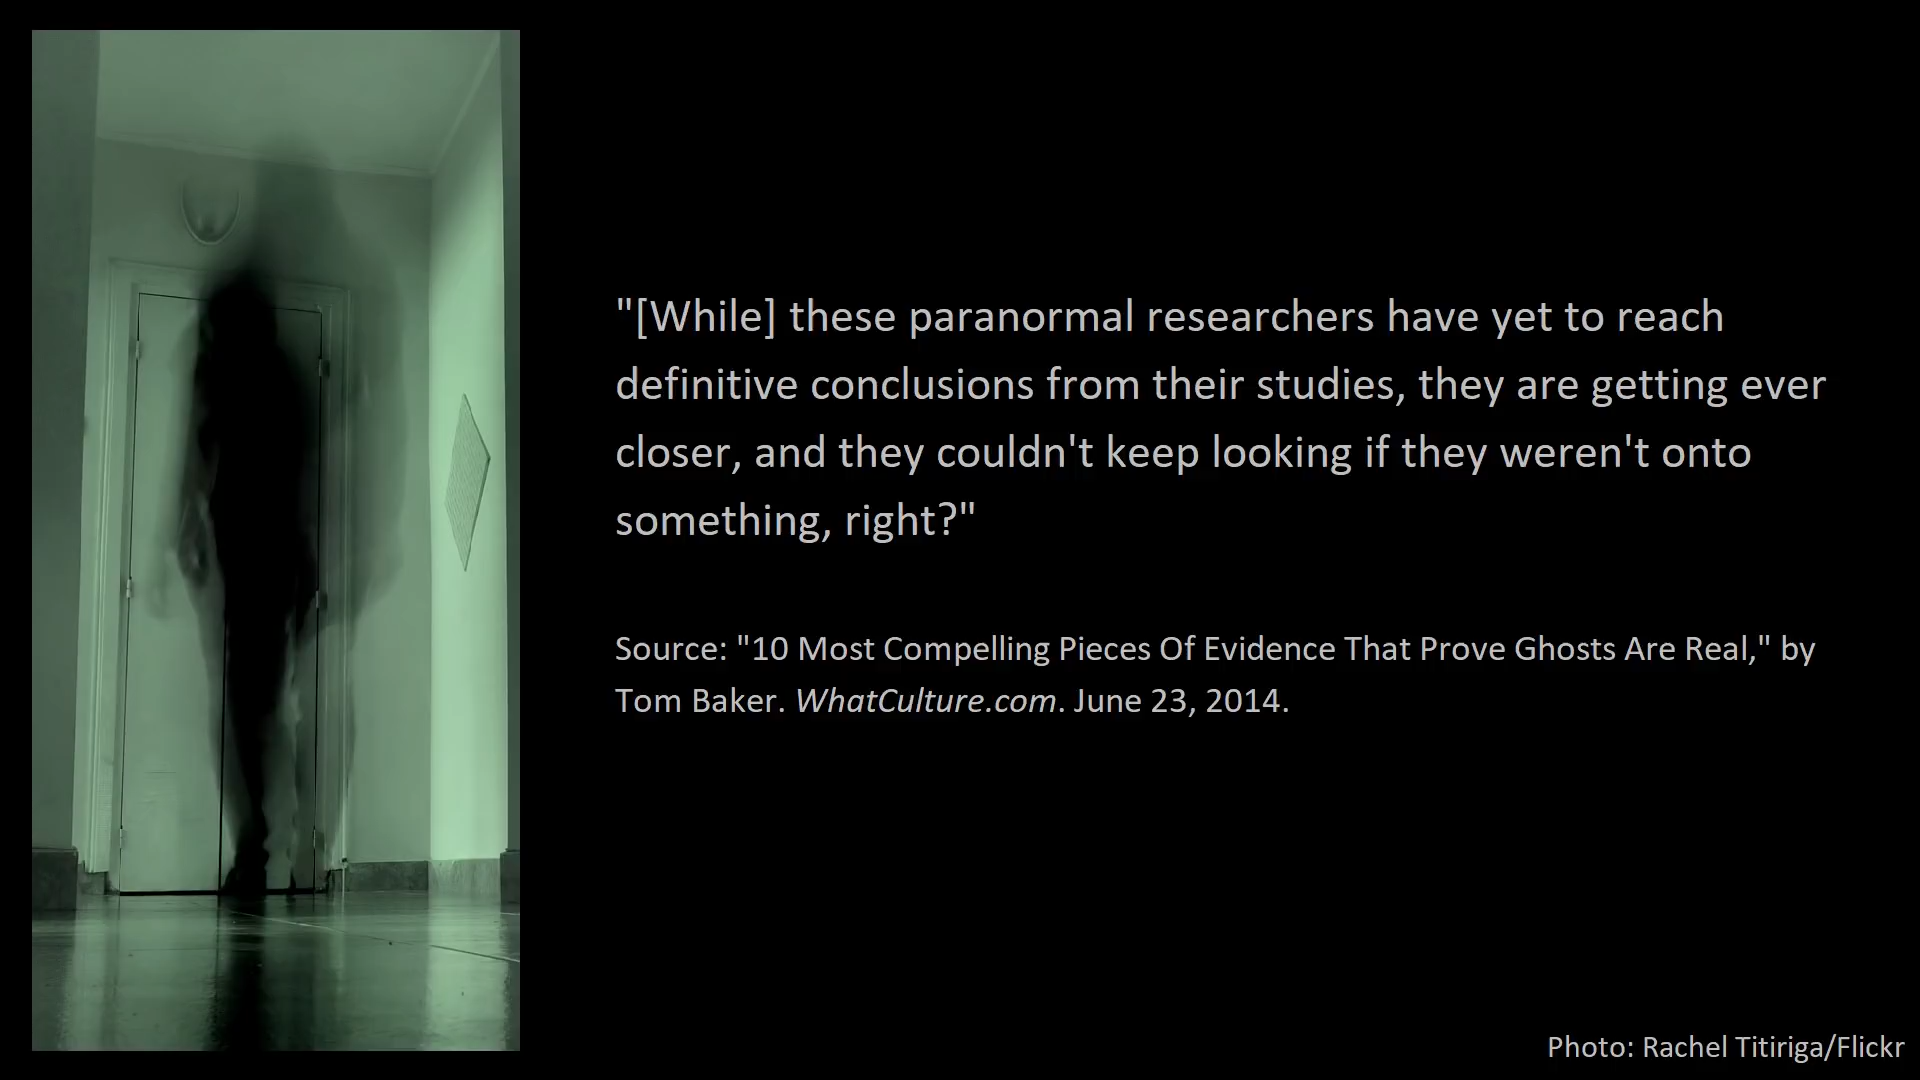 "[While] these paranormal researchers have yet to reach
definitive conclusions from their studies, they are getting ever
closer, and they couldn't keep looking if they weren't onto
something, right?"
Source: "10 Most Compelling Pieces Of Evidence That Prove Ghosts Are Real," by
Tom Baker. WhatCulture.com. June 23, 2014.
Photo: Rachel Titiriga/Flickr